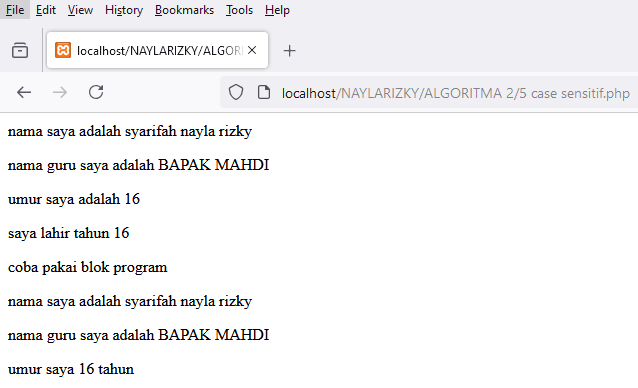 File Edit View History Bookmarks Tools Help
localhost/NAYLARIZKY/ALGORI
localhost/NAYLARIZKY/ALGORITMA 2/5 case sensitif.php
nama saya adalah syarifah nayla rizky
nama guru saya adalah BAPAK MAHDI
umur saya adalah 16
saya lahir tahun 16
coba pakai blok program
nama saya adalah syarifah nayla rizky
nama guru saya adalah BAPAK MAHDI
umur saya 16 tahun